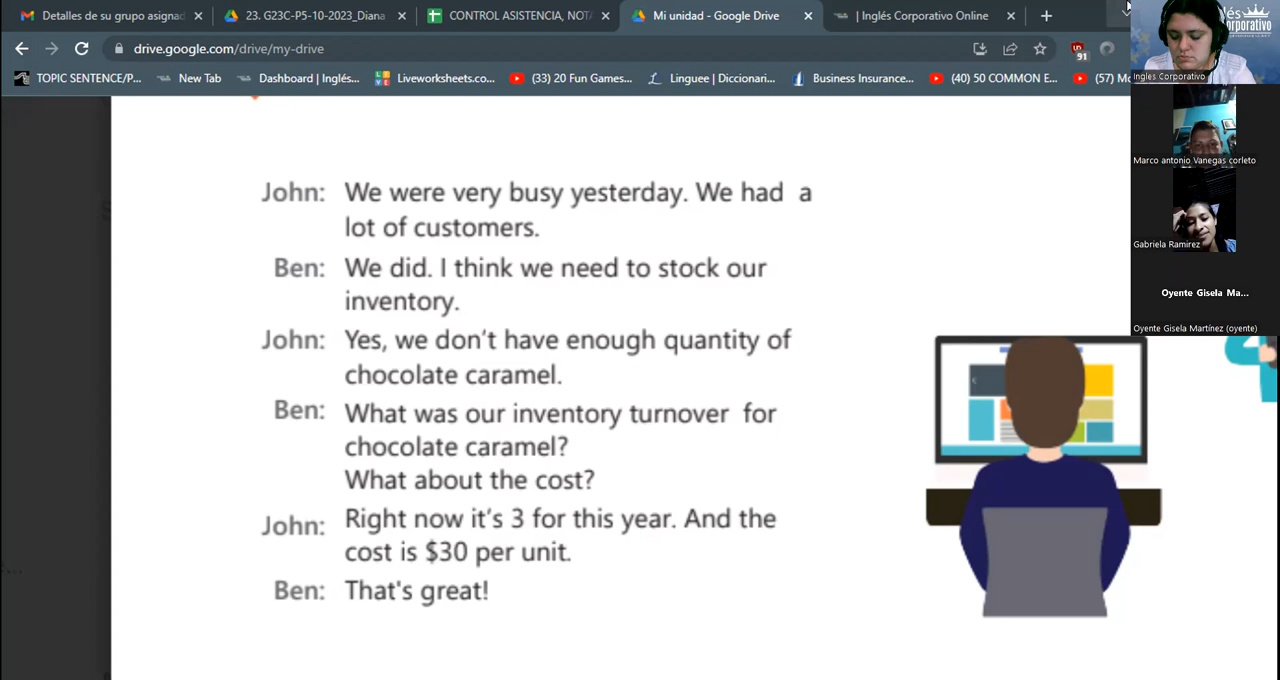 Detalles de su grupo asignad
23. G23C-P5-10-2023_Diana
CONTROL ASISTENCIA, NOTA
Mi unidad - Google Drive
| Inglés Corporativo Online
drive.google.com/drive/my-drive
91
TOPIC SENTENCE/P...
New Tab
Dashboard | Inglés...
Liveworksheets.co...
(33) 20 Fun Games...
Linguee | Diccionari...
Business Insurance...
(40) 50 COMMON E...
(57) Mo
John: We were very busy yesterday. We had a
lot of customers.
Ben: We did. I think we need to stock our
inventory.
John: Yes, we don't have enough quantity of
chocolate caramel.
Ben: What was our inventory turnover for
chocolate caramel?
What about the cost?
John: Right now it's 3 for this year. And the
cost is $30 per unit.
Ben: That's great!
Ingles Corporativo
Marco antonio Vanegas corleto
Gabriela Ramirez
Oyente Gisela Ma...
Oyente Gisela Martínez (oyente)